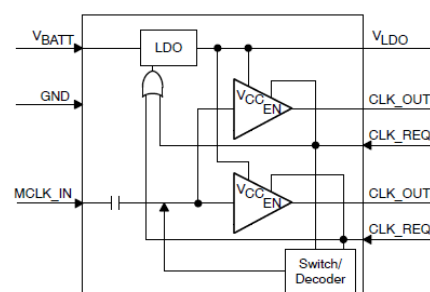 VBATT
LDO
VLDO
GND
VCC
EN
CLK_OUT
CLK_REQ
MCLK_IN
VCC
EN
CLK_OUT
CLK_REQ
Switch/
Decoder